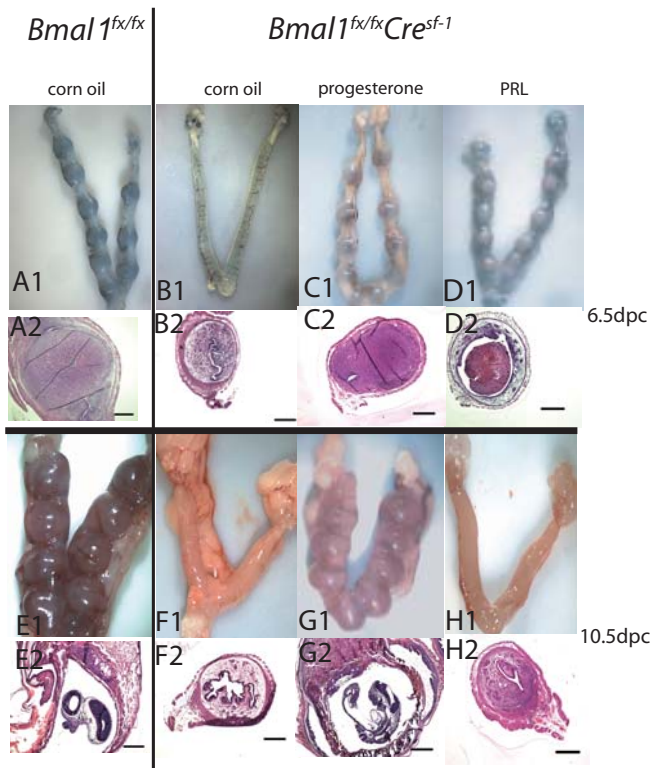 Bmal1fx/fx Bmal1fx/fxCresf-1
corn oil corn oil progesterone PRL
A1 B1 C1 D1
6.5dpc
A2 B2 C2 D2
E1 F1 G1 H1
10.5dpc
E2 F2 G2 H2